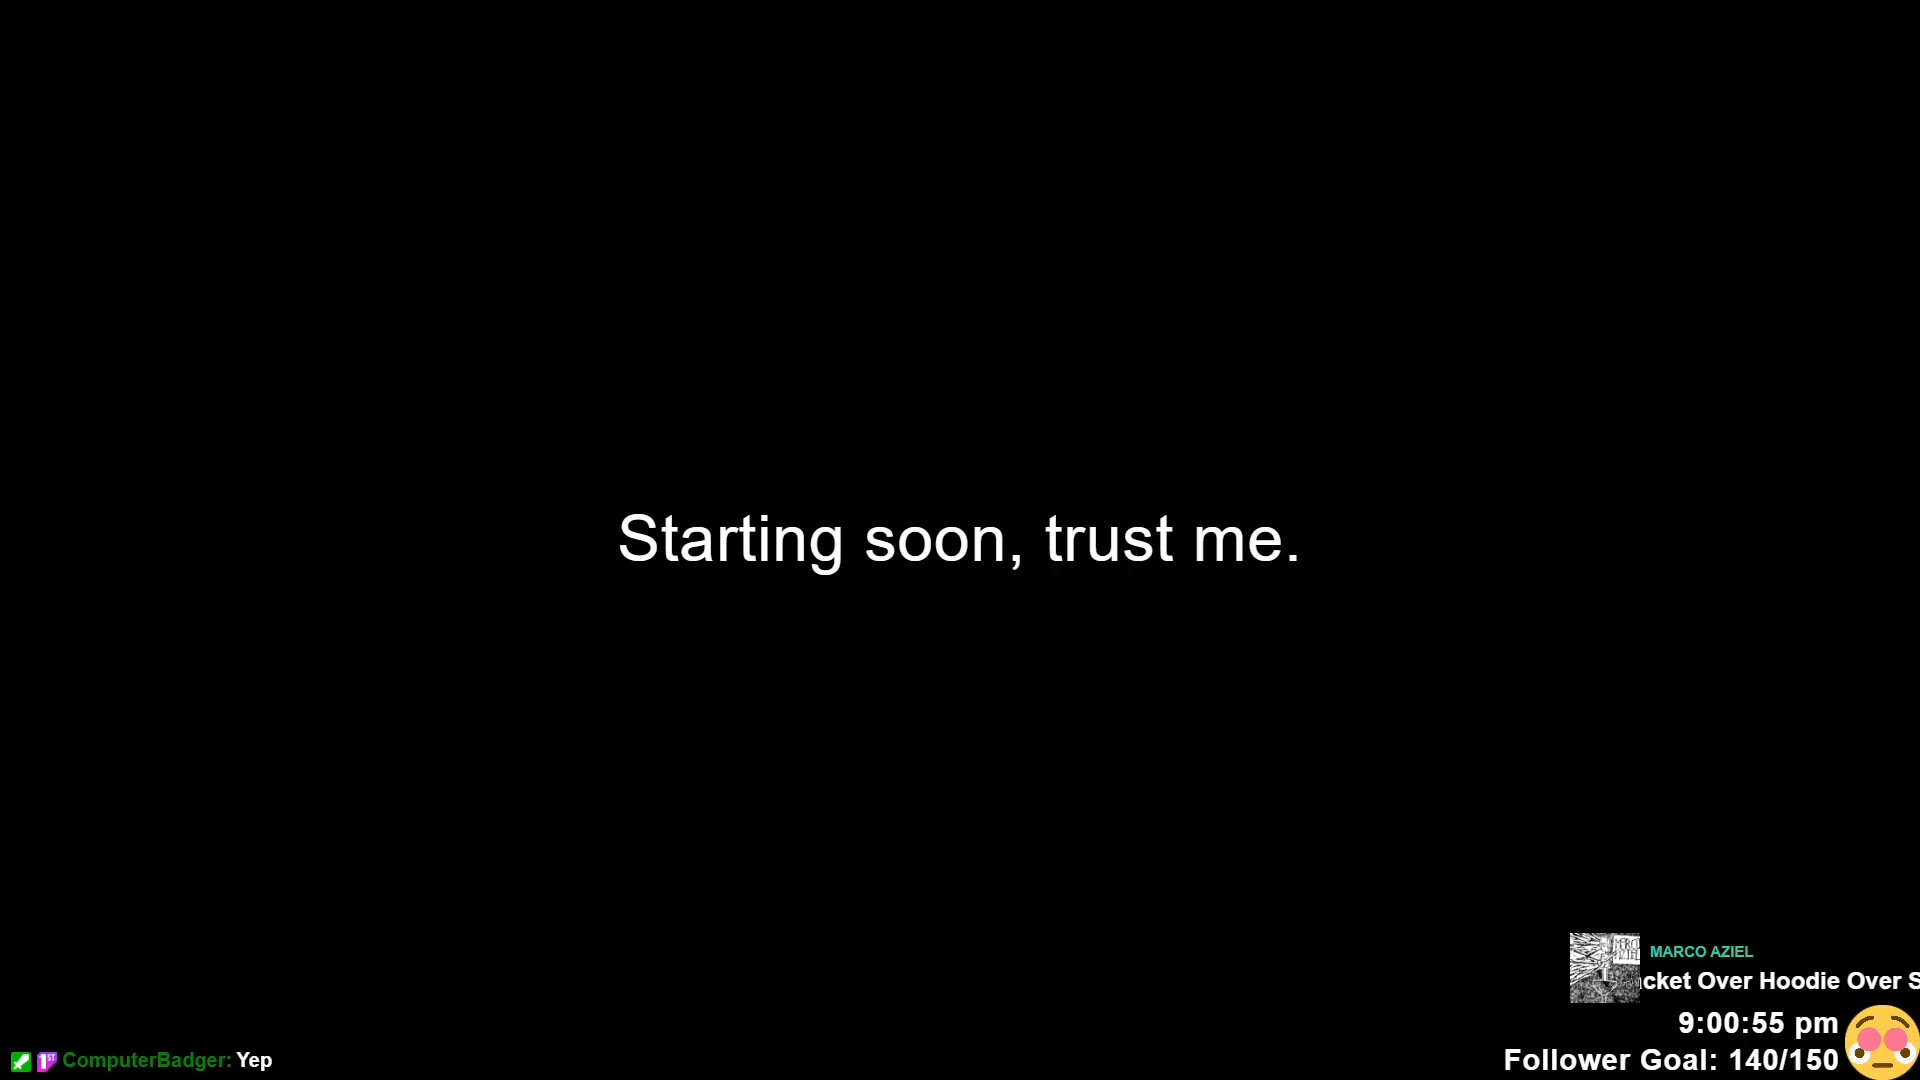 Starting soon, trust me.
MARCO AZIEL
cket Over Hoodie Over S
9:00:55 pm
Follower Goal: 140/150
1ST ComputerBadger: Yep